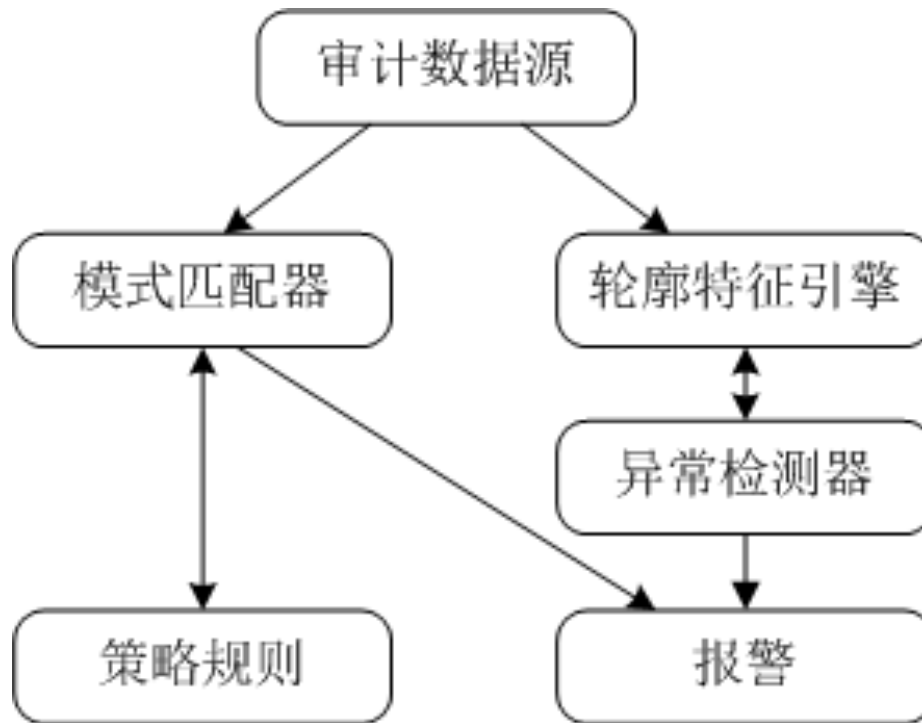 审计数据源
模式匹配器
轮廓特征引擎
异常检测器
策略规则
报警